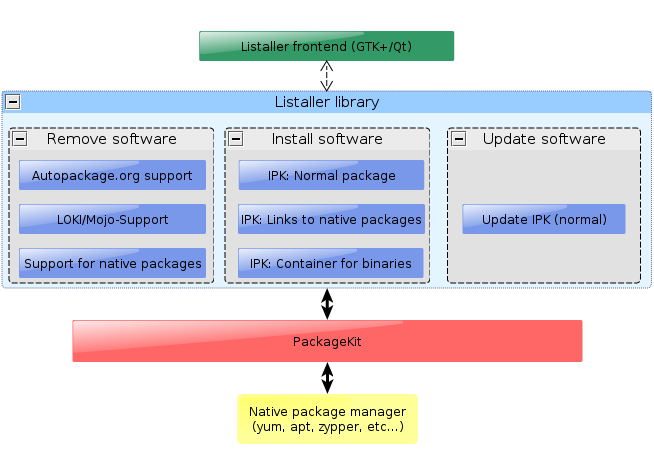 Listaller frontend (GTK+/Qt)
Listaller library
Remove software
Install software
Update software
Autopackage.org support
IPK: Normal package
LOKI/Mojo-Support
IPK: Links to native packages
Update IPK (normal)
Support for native packages
IPK: Container for binaries
PackageKit
Native package manager
(yum, apt, zypper, etc...)